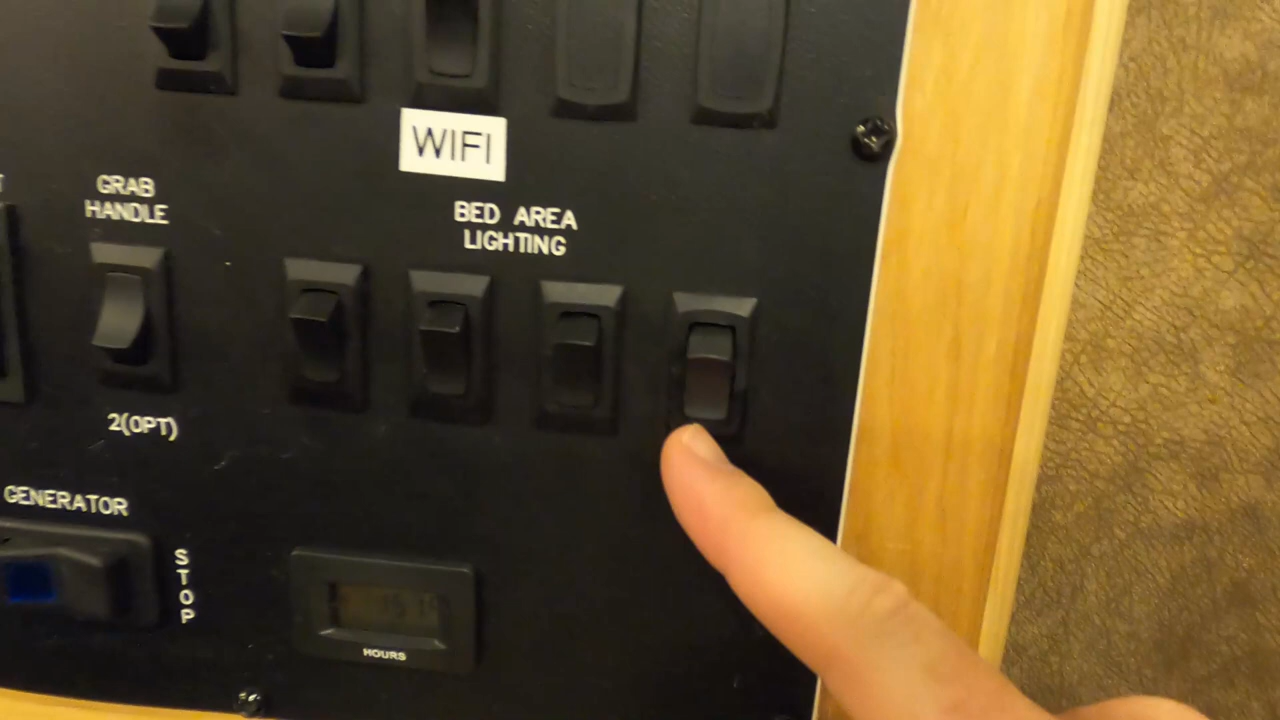 WIFI
GRAB
HANDLE
BED AREA
LIGHTING
2(OPT)
GENERATOR
STOP
HOURS